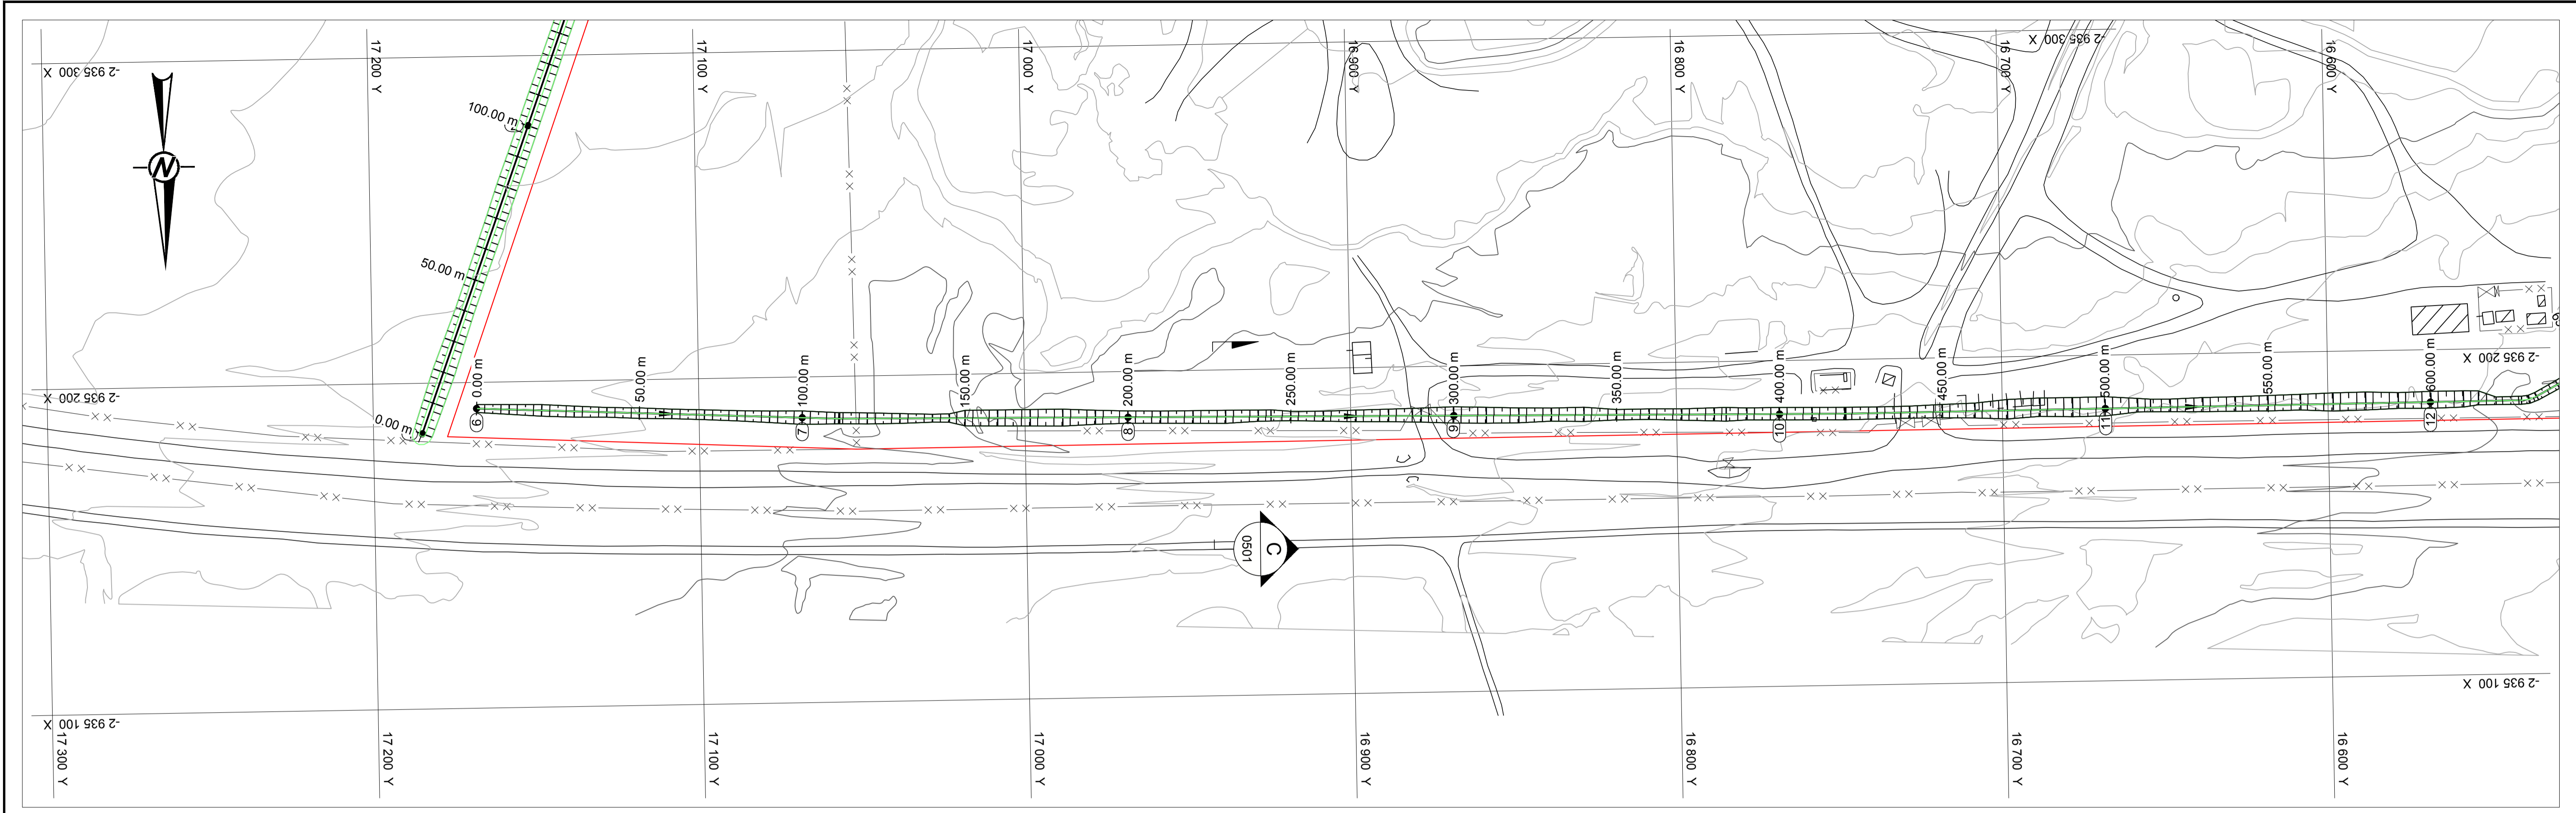 17 200 Y
17 100 Y
17 000 Y
16 900 Y
16 800 Y
16 700 Y
16 600 Y
-2 935 300 X
-2 935 300 X
N
100.00 m
50.00 m
0.00 m
-2 935 200 X
-2 935 200 X
0.00 m
50.00 m
100.00 m
150.00 m
200.00 m
250.00 m
300.00 m
350.00 m
400.00 m
450.00 m
500.00 m
550.00 m
600.00 m
6
7
8
9
10
11
12
C
0501
-2 935 100 X
-2 935 100 X
17 300 Y
17 200 Y
17 100 Y
17 000 Y
16 900 Y
16 800 Y
16 700 Y
16 600 Y